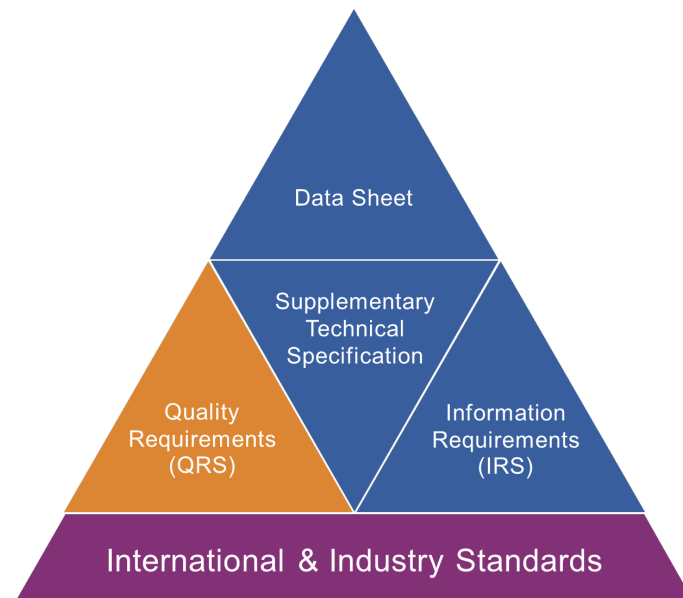 Data Sheet
Supplementary
Technical
Specification
Quality
Requirements
(QRS)
Information
Requirements
(IRS)
International & Industry Standards